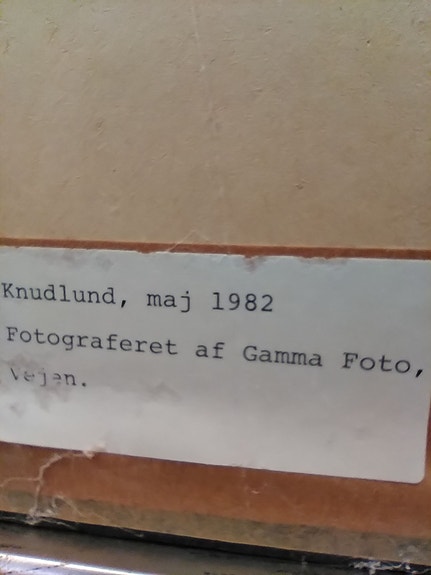 Knudlund, maj 1982
Fotograferet af Gamma Foto,
Vejen.